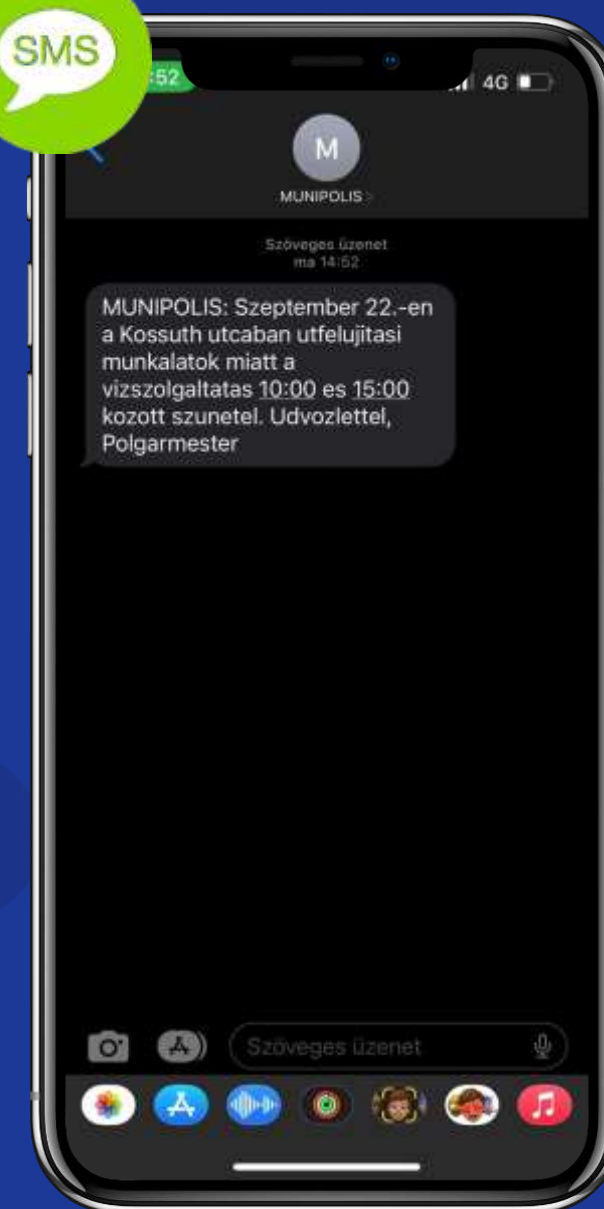 SMS
:52
4G
M
MUNIPOLIS
Szöveges üzenet
ma 14:52
MUNIPOLIS: Szeptember 22.-en
a Kossuth utcaban utfelujitasi
munkalatok miatt a
vizszolgaltatas 10:00 es 15:00
kozott szunetel. Udvozlettel,
Polgarmester
Szöveges üzenet